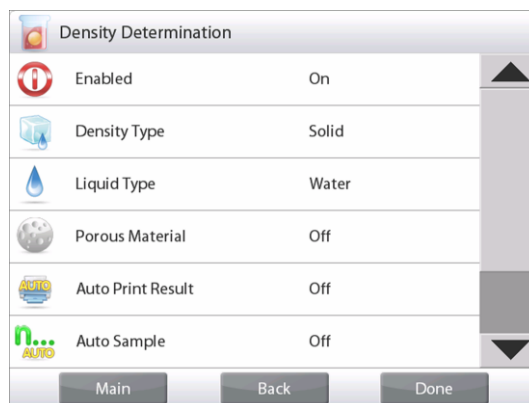 Density Determination
Enabled On
Density Type Solid
Liquid Type Water
Porous Material Off
AUTO
Auto Print Result Off
n...
AUTO
Auto Sample Off
Main Back Done